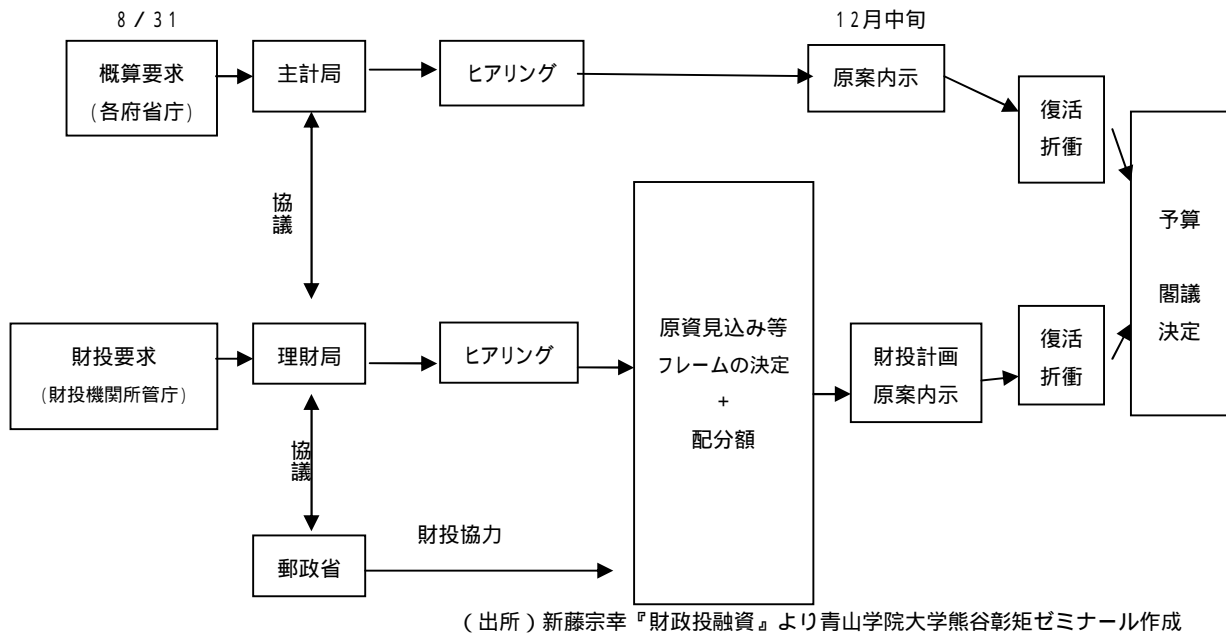 8/31
12月中旬
概算要求
(各府省庁)
主計局
ヒアリング
原案内示
復活
折衝
協議
予算
閣議
決定
財投要求
(財投機関所管庁)
理財局
ヒアリング
原資見込み等
フレームの決定
+
配分額
財投計画
原案内示
復活
折衝
協議
郵政省
財投協力
(出所)新藤宗幸『財政投融資』より青山学院大学熊谷彰矩ゼミナール作成